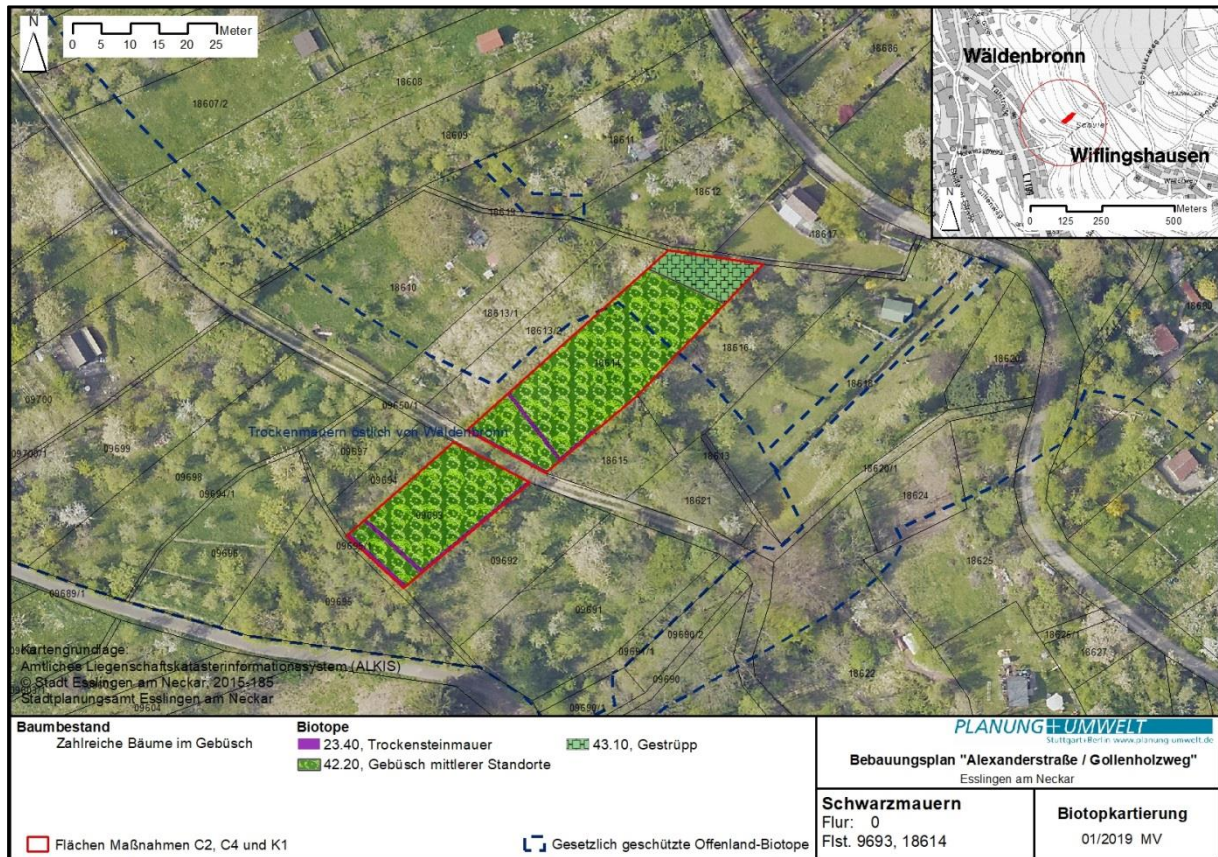 N
0 5 10 15 20 25 Meter
18686
18608
18607/2
18609
18611
18612
18617
18610
18613/1
18613/2
18614
18616
18620
09700
09699
09698
09694/1
09696
09650/1
09697
Trockenmauern östlich von Wäldenbronn
09694
09693
18615
18613
18621
18620/1
18624
09695
09692
09691
09690/2
09690
18625
18622
18627
09689/1
09604
Wäldenbronn
Wiflingshausen
N
0 125 250 500 Meters
Kartengrundlage:
Amtliches Liegenschaftskatasterinformationssystem (ALKIS)
© Stadt Esslingen am Neckar, 2015-185
Stadtplanungsamt Esslingen am Neckar
Baumbestand
Zahlreiche Bäume im Gebüsch
Biotope
23.40, Trockensteinmauer
42.20, Gebüsch mittlerer Standorte
43.10, Gestrüpp
Flächen Maßnahmen C2, C4 und K1
Gesetzlich geschützte Offenland-Biotope
PLANUNG+UMWELT
Stuttgart+Berlin www.planung-umwelt.de
Bebauungsplan "Alexanderstraße / Gollenholzweg"
Esslingen am Neckar
Schwarzmauern
Flur: 0
Flst. 9693, 18614
Biotopkartierung
01/2019 MV